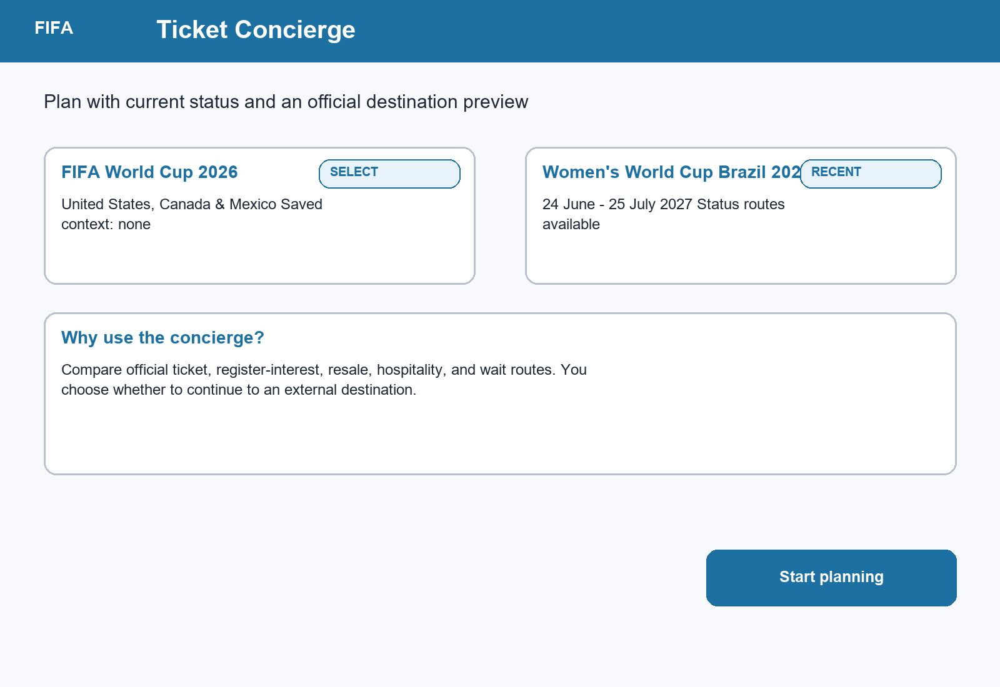 FIFA
Ticket Concierge
Plan with current status and an official destination preview
FIFA World Cup 2026
SELECT
United States, Canada & Mexico Saved
context: none
Women's World Cup Brazil 202
RECENT
24 June - 25 July 2027 Status routes
available
Why use the concierge?
Compare official ticket, register-interest, resale, hospitality, and wait routes. You
choose whether to continue to an external destination.
Start planning